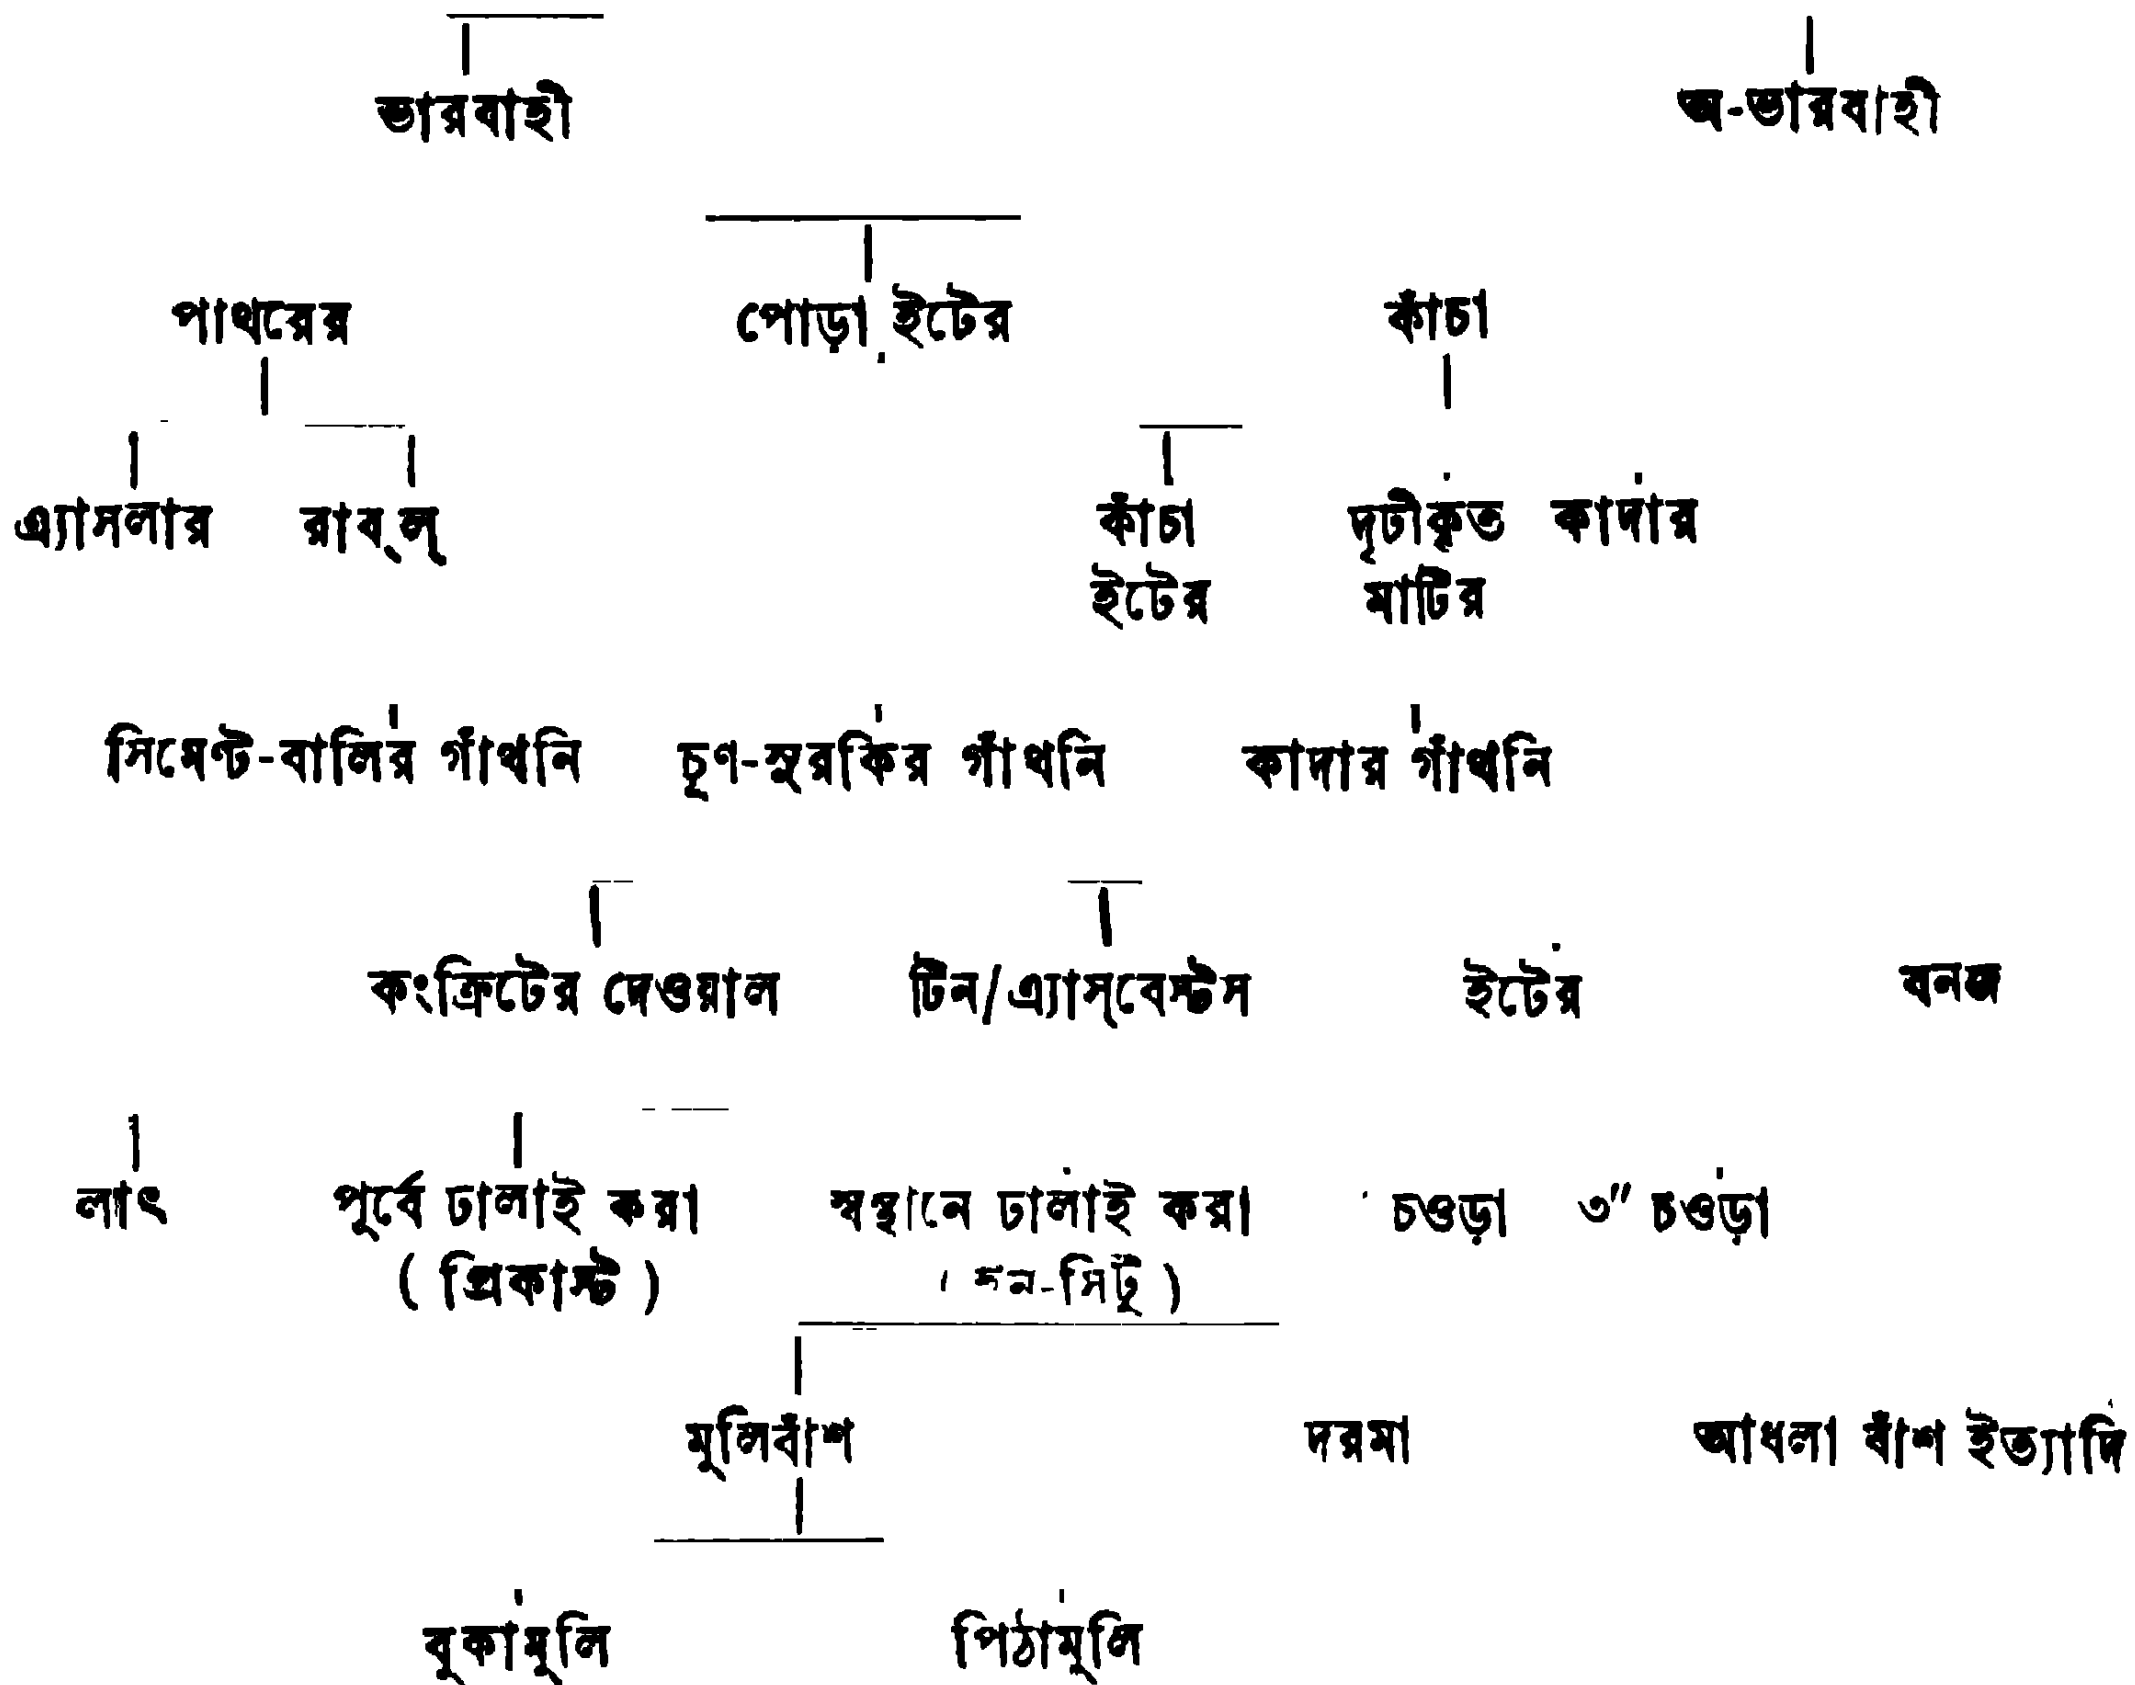 ভারবাহী অ-ভারবাহী
পাথরের পোড়া ইটের কাঁচা
এ্যাসলার রাব্‌ল্ কাঁচা দৃঢ়ীকৃত কাদার
ইটের মাটির
সিমেণ্ট-বালির গাঁথনি চূণ-সুরকির গাঁথনি কাদার গাঁথনি
কংক্রিটের দেওয়াল টিন/এ্যাস্‌বেস্টস ইটের বনজ
লাৎ পূর্বে ঢালাই করা স্বস্থানে ঢালাই করা চওড়া ৩" চওড়া
( প্রিকাস্ট ) -সিটু )
মুলিবাঁশ দরমা আধলা বাঁশ ইত্যাদি
বুকামুলি পিঠামুলি